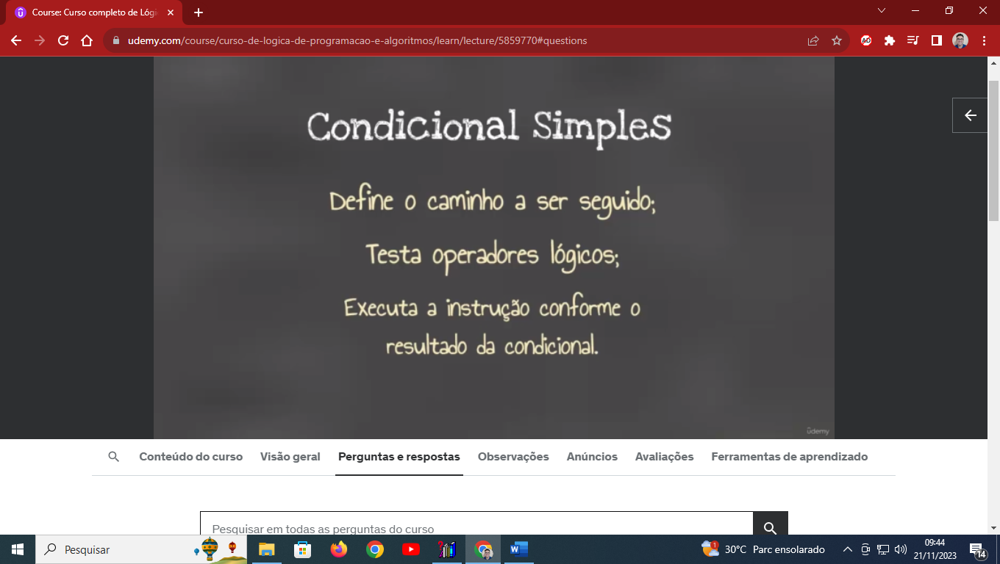 Course: Curso completo de Lógi
udemy.com/course/curso-de-logica-de-programacao-e-algoritmos/learn/lecture/5859770#questions
Condicional Simples
Define o caminho a ser seguido;
Testa operadores lógicos;
Executa a instrução conforme o
resultado da condicional.
ûdemy
Conteúdo do curso Visão geral Perguntas e respostas Observações Anúncios Avaliações Ferramentas de aprendizado
Pesquisar em todas as perguntas do curso
Pesquisar
1 30°C Parc ensolarado
09:44
21/11/2023
14